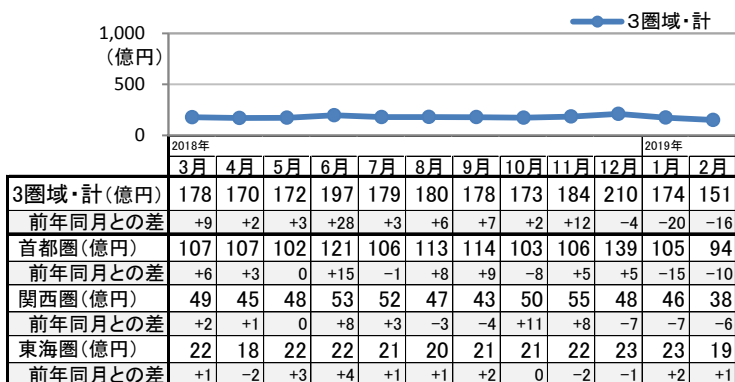 3圏域・計
1,000
(億円)
500
0
2018年 2019年
3月 4月 5月 6月 7月 8月 9月 10月 11月 12月 1月 2月
3圏域・計(億円) 178 170 172 197 179 180 178 173 184 210 174 151
前年同月との差 +9 +2 +3 +28 +3 +6 +7 +2 +12 −4 −20 −16
首都圏(億円) 107 107 102 121 106 113 114 103 106 139 105 94
前年同月との差 +6 +3 0 +15 −1 +8 +9 −8 +5 +5 −15 −10
関西圏(億円) 49 45 48 53 52 47 43 50 55 48 46 38
前年同月との差 +2 +1 0 +8 +3 −3 −4 +11 +8 −7 −7 −6
東海圏(億円) 22 18 22 22 21 20 21 21 22 23 23 19
前年同月との差 +1 −2 +3 +4 +1 +1 +2 0 −2 −1 +2 +1